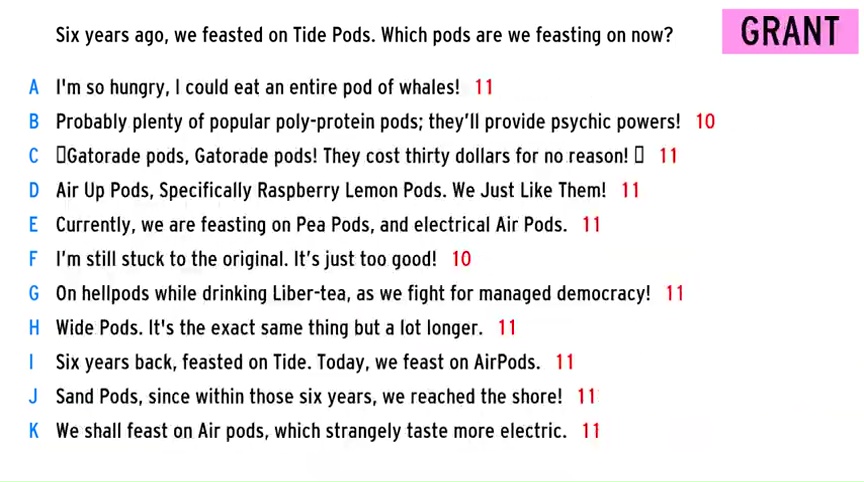 Six years ago, we feasted on Tide Pods. Which pods are we feasting on now?
GRANT
A I'm so hungry, I could eat an entire pod of whales! 11
B Probably plenty of popular poly-protein pods; they’ll provide psychic powers! 10
C ▯Gatorade pods, Gatorade pods! They cost thirty dollars for no reason! ▯ 11
D Air Up Pods, Specifically Raspberry Lemon Pods. We Just Like Them! 11
E Currently, we are feasting on Pea Pods, and electrical Air Pods. 11
F I’m still stuck to the original. It’s just too good! 10
G On hellpods while drinking Liber-tea, as we fight for managed democracy! 11
H Wide Pods. It's the exact same thing but a lot longer. 11
I Six years back, feasted on Tide. Today, we feast on AirPods. 11
J Sand Pods, since within those six years, we reached the shore! 11
K We shall feast on Air pods, which strangely taste more electric. 11